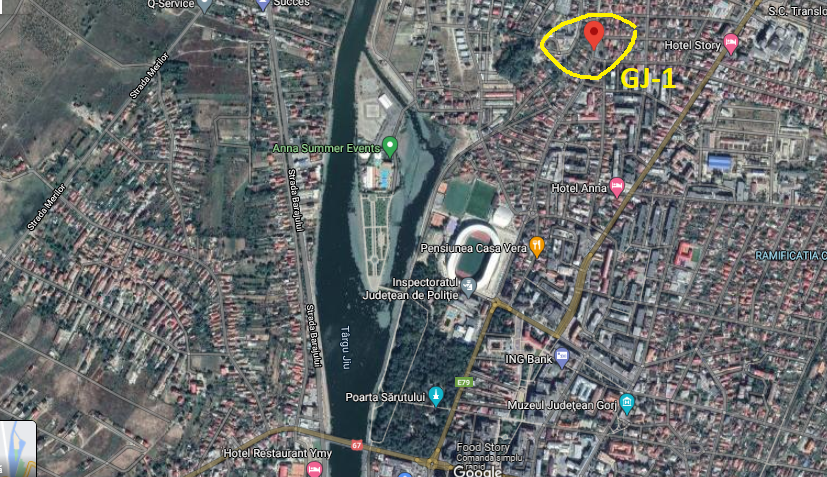 Q-Service
Succes
S.C. Translo
Hotel Story
GJ-1
Strada Merilor
Anna Summer Events
Strada Barajului
Hotel Anna
Strada Merilor
Pensiunea Casa Vera
RAMIFICATIA C
Inspectoratul
Județean de Poliție
Strada Barajului
Târgu Jiu
ING Bank
E79
Poarta Sărutului
Muzeul Județean Gorj
67
Hotel Restaurant Ymy
Food Story
Comanda simplu
rapid
Google